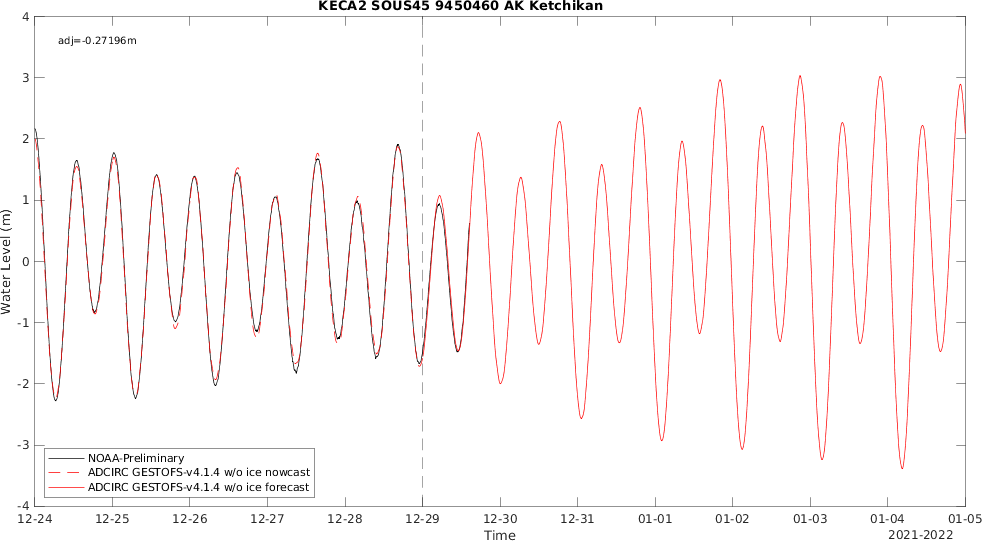 KECA2 SOUS45 9450460 AK Ketchikan
adj=-0.27196m
4
3
2
1
0
-1
-2
-3
-4
Water Level (m)
NOAA-Preliminary
ADCIRC GESTOFS-v4.1.4 w/o ice nowcast
ADCIRC GESTOFS-v4.1.4 w/o ice forecast
12-24 12-25 12-26 12-27 12-28 12-29 12-30 12-31 01-01 01-02 01-03 01-04 01-05
Time
2021-2022